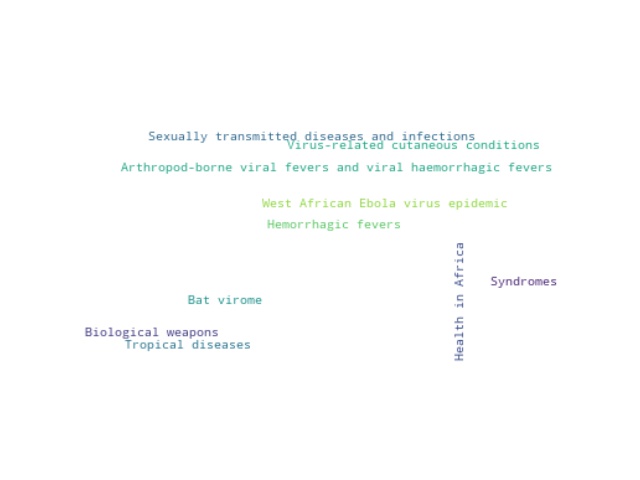 Sexually transmitted diseases and infections
Virus-related cutaneous conditions
Arthropod-borne viral fevers and viral haemorrhagic fevers
West African Ebola virus epidemic
Hemorrhagic fevers
Health in Africa
Syndromes
Bat virome
Biological weapons
Tropical diseases